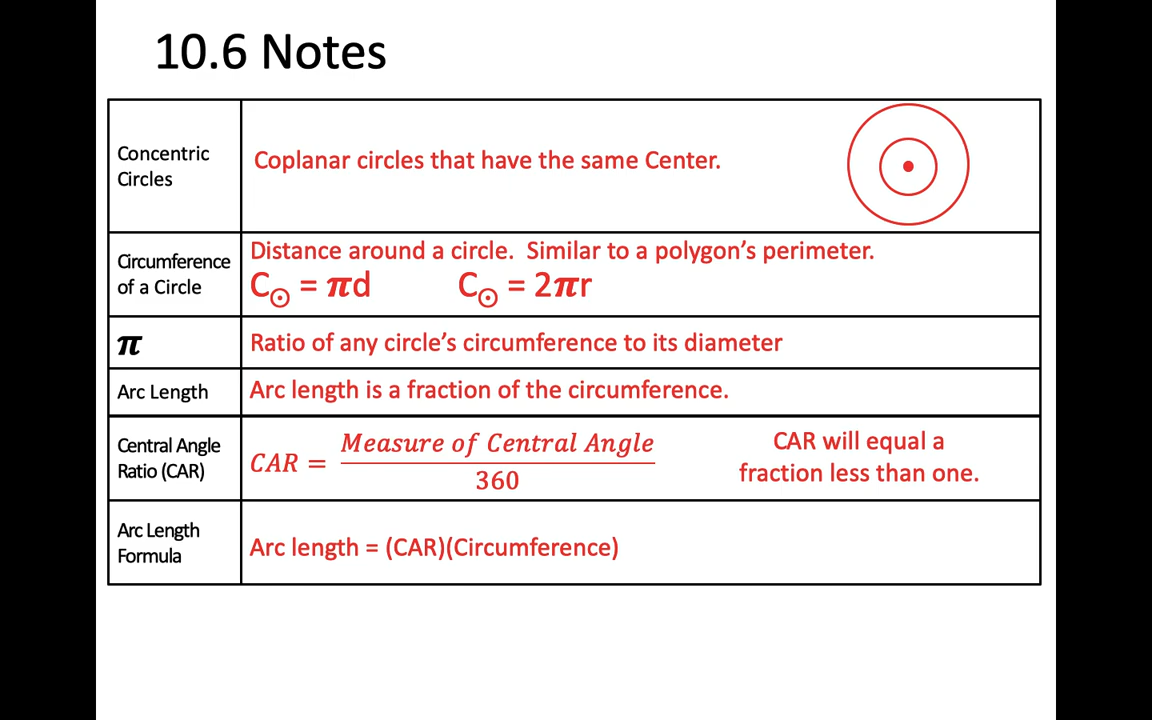 10.6 Notes
Concentric
Circles
Coplanar circles that have the same Center.
Circumference
of a Circle
Distance around a circle.  Similar to a polygon’s perimeter.
C⊙ = πd  C⊙ = 2πr
π
Ratio of any circle’s circumference to its diameter
Arc Length
Arc length is a fraction of the circumference.
Central Angle
Ratio (CAR)
CAR = Measure of Central Angle / 360
CAR will equal a
fraction less than one.
Arc Length
Formula
Arc length = (CAR)(Circumference)